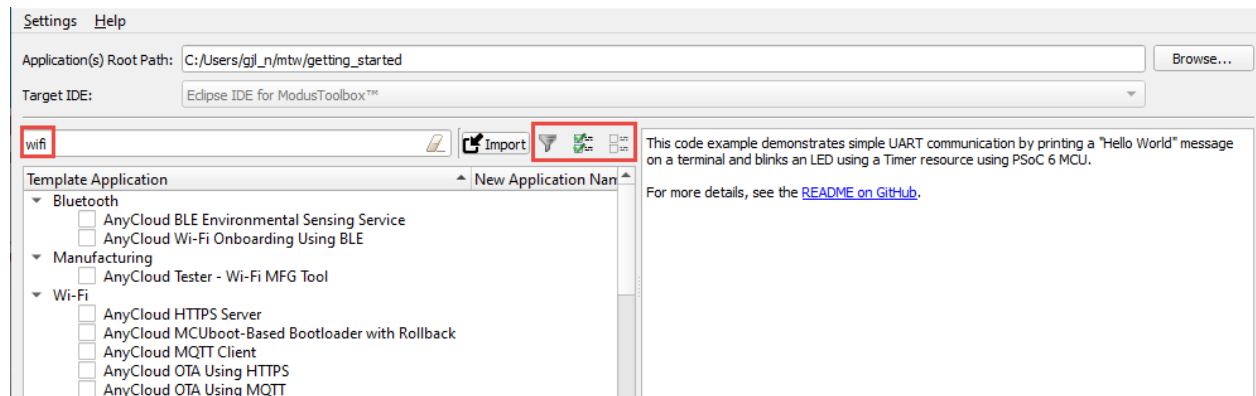 Settings Help
Application(s) Root Path: C:/Users/gjl_n/mtw/getting_started Browse...
Target IDE: Eclipse IDE for ModusToolbox™
wifi Import
Template Application New Application Nam
Bluetooth
AnyCloud BLE Environmental Sensing Service
AnyCloud Wi-Fi Onboarding Using BLE
Manufacturing
AnyCloud Tester - Wi-Fi MFG Tool
Wi-Fi
AnyCloud HTTPS Server
AnyCloud MCUboot-Based Bootloader with Rollback
AnyCloud MQTT Client
AnyCloud OTA Using HTTPS
AnyCloud OTA Using MQTT
This code example demonstrates simple UART communication by printing a "Hello World" message
on a terminal and blinks an LED using a Timer resource using PSoC 6 MCU.
For more details, see the README on GitHub.